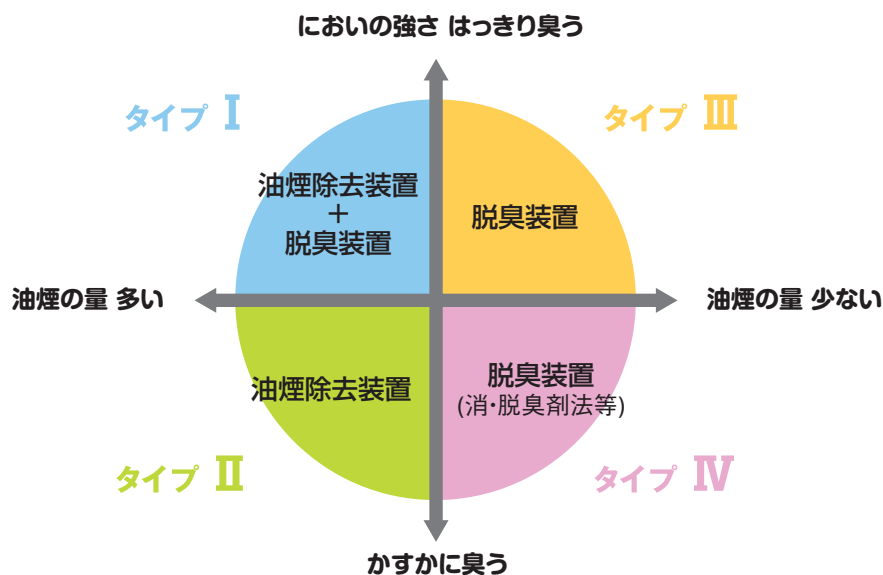 においの強さ はっきり臭う
タイプ Ⅰ
タイプ Ⅲ
油煙除去装置
＋
脱臭装置
脱臭装置
油煙の量 多い
油煙の量 少ない
油煙除去装置
脱臭装置
(消・脱臭剤法等)
タイプ Ⅱ
タイプ Ⅳ
かすかに臭う